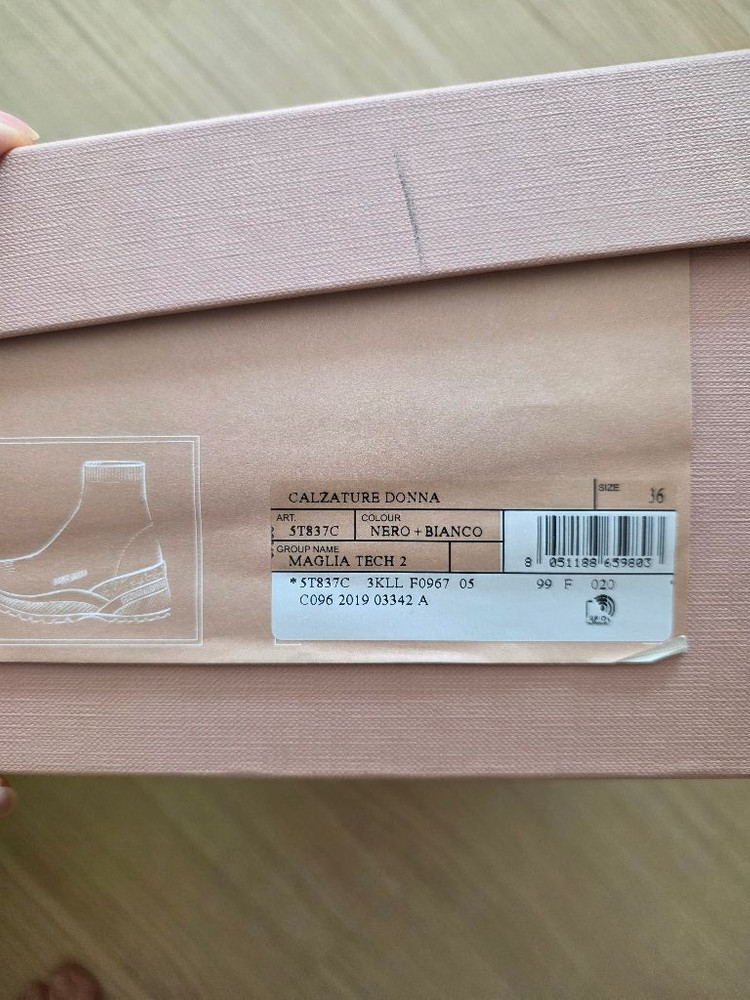 CALZATURE DONNA
SIZE 36
ART. COLOUR
5T837C NERO+BIANCO
GROUP NAME
MAGLIA TECH 2
8 051188 659803
*5T837C 3KLL F0967 05 99 F 020
C096 2019 03342 A